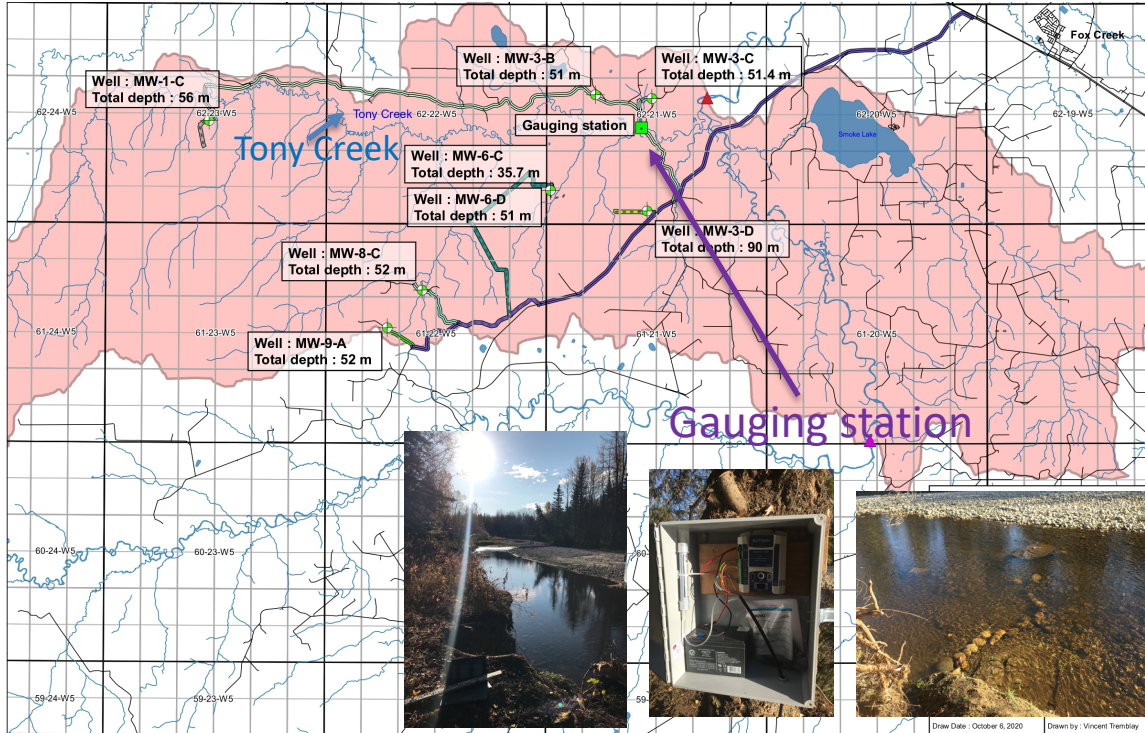 Fox Creek
Well : MW-3-B
Total depth : 51 m
Well : MW-3-C
Total depth : 51.4 m
Well : MW-1-C
Total depth : 56 m
62-24-W5
62-23-W5
Tony Creek
62-22-W5
62-21-W5
62-20-W5
62-19-W5
Gauging station
Smoke Lake
Tony Creek
Well : MW-6-C
Total depth : 35.7 m
Well : MW-6-D
Total depth : 51 m
Well : MW-3-D
Total depth : 90 m
Well : MW-8-C
Total depth : 52 m
61-24-W5
61-23-W5
61-22-W5
61-21-W5
61-20-W5
Well : MW-9-A
Total depth : 52 m
Gauging station
60-24-W5
60-23-W5
60
59-24-W5
59-23-W5
59-
Draw Date : October 6, 2020
Drawn by : Vincent Tremblay